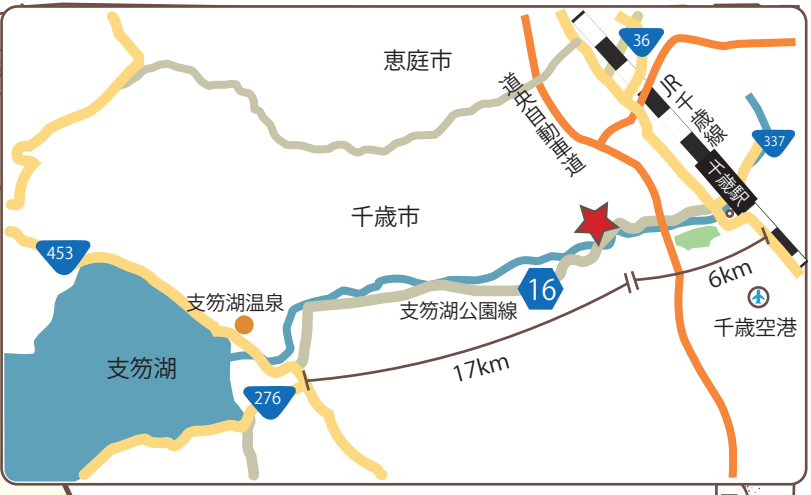 恵庭市
36
道央自動車道
JR千歳線
337
千歳駅
千歳市
453
支笏湖温泉
16
支笏湖公園線
6km
千歳空港
支笏湖
17km
276